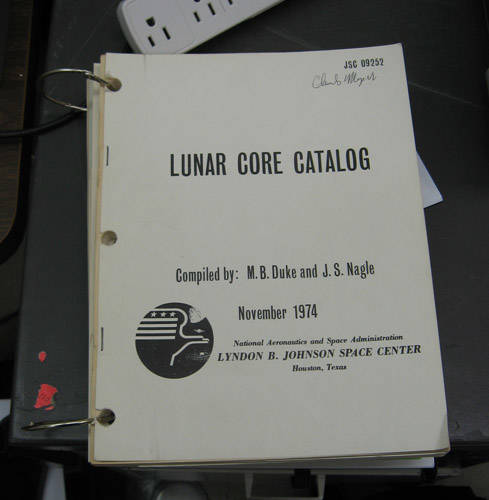 JSC 09252
LUNAR CORE CATALOG
Compiled by: M.B. Duke and J.S. Nagle
November 1974
National Aeronautics and Space Administration
LYNDON B. JOHNSON SPACE CENTER
Houston, Texas